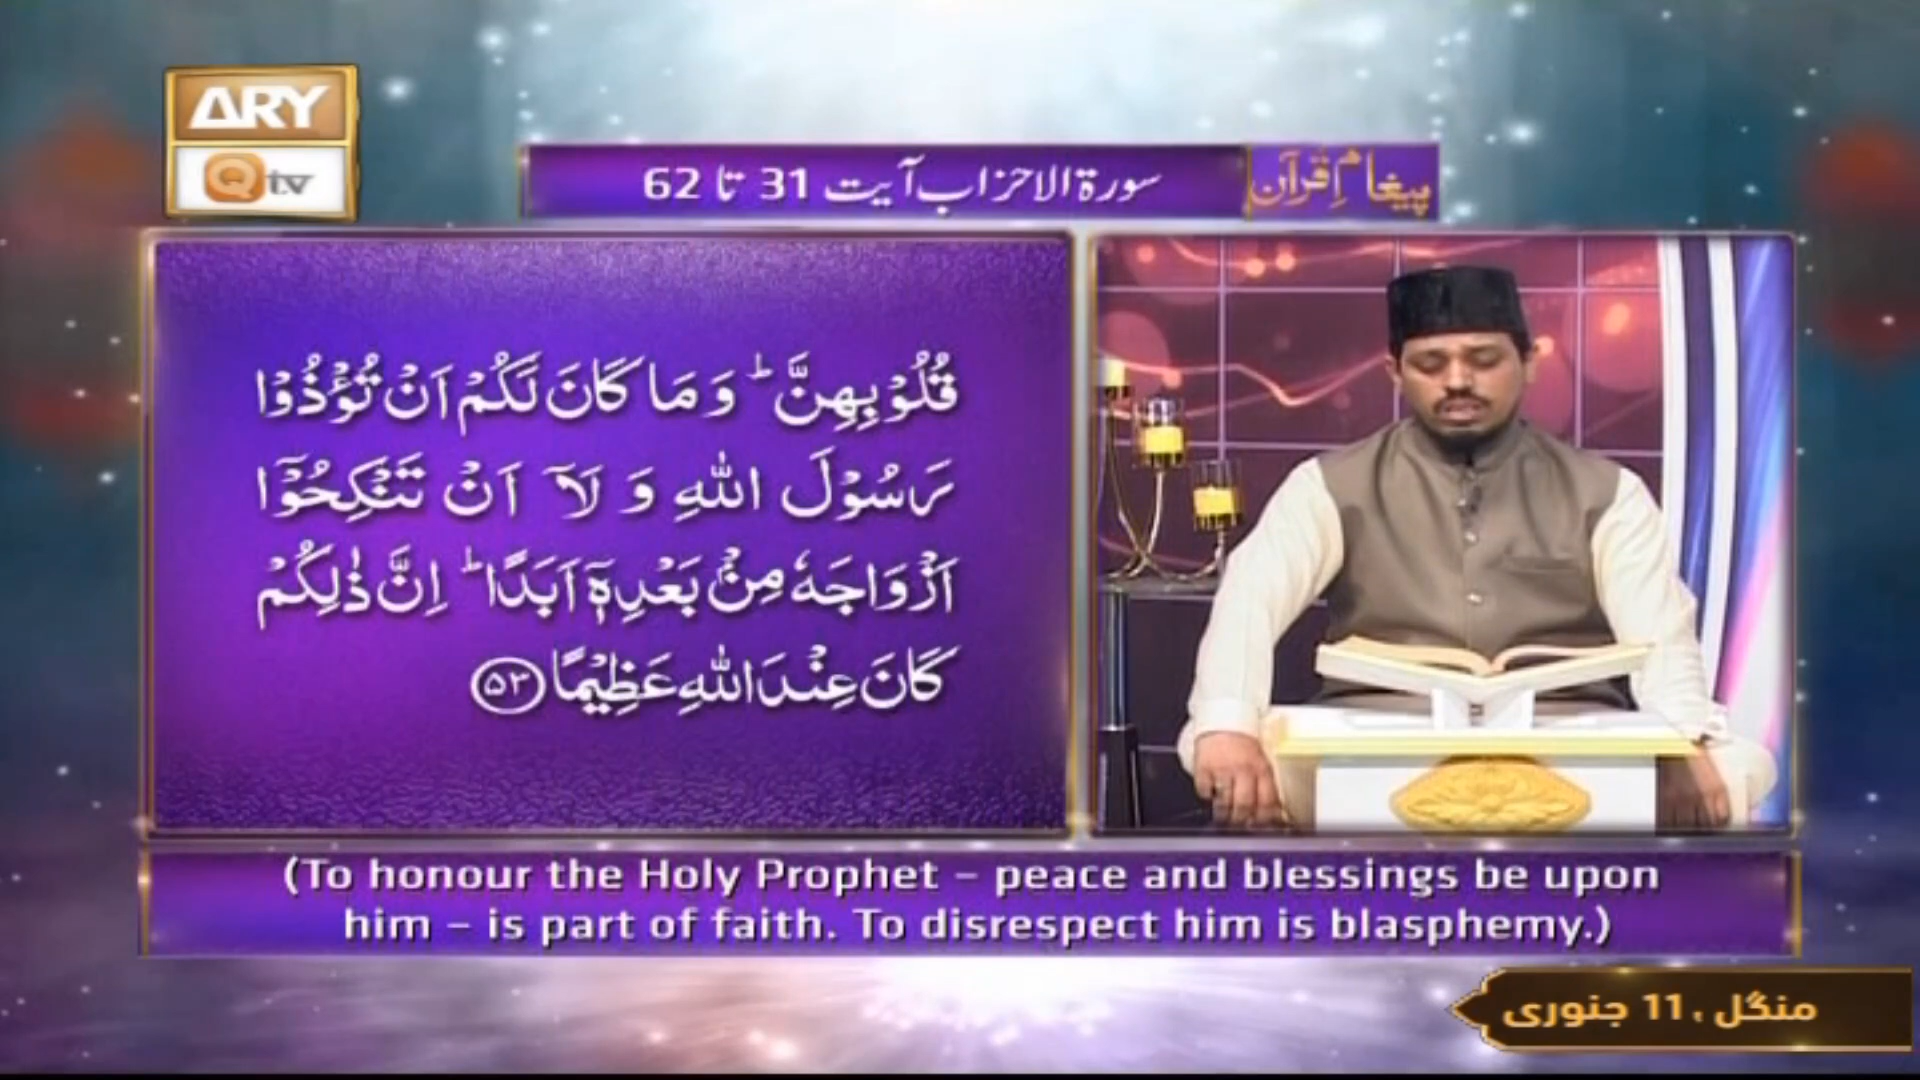 ARY
Qtv
پیغامِ قرآن
سورۃ الاحزاب آیت 31 تا 62
قُلُوْبِهِنَّ ؕ وَ مَا كَانَ لَكُمْ اَنْ تُؤْذُوْا
رَسُوْلَ اللّٰهِ وَ لَاۤ اَنْ تَنْكِحُوْۤا
اَزْوَاجَهٗ مِنْۢ بَعْدِهٖۤ اَبَدًا ؕ اِنَّ ذٰلِكُمْ
كَانَ عِنْدَ اللّٰهِ عَظِیْمًا ﴿۵۳﴾
(To honour the Holy Prophet – peace and blessings be upon
him – is part of faith. To disrespect him is blasphemy.)
منگل ، 11 جنوری